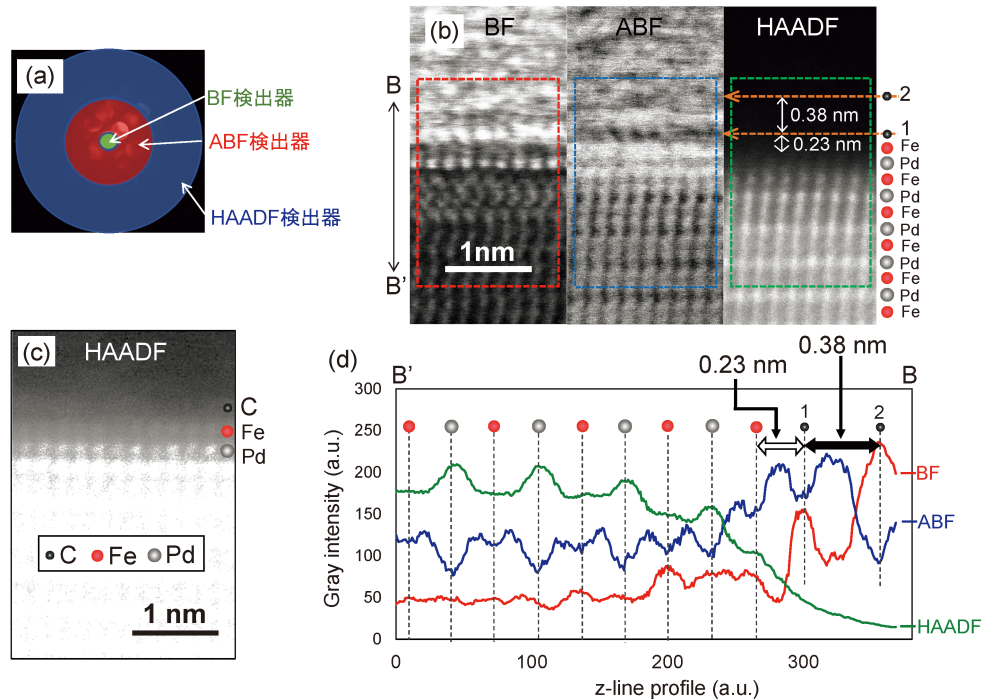 (a)
BF検出器
ABF検出器
HAADF検出器
(b)
BF
ABF
HAADF
B
B'
1nm
0.38 nm
0.23 nm
2
1
Fe
Pd
Fe
Pd
Fe
Pd
Fe
Pd
Fe
Pd
Fe
(c)
HAADF
C
Fe
Pd
C Fe Pd
1 nm
(d)
0.23 nm
0.38 nm
B'
B
300
250
200
150
100
50
0
Gray intensity (a.u.)
1
2
BF
ABF
HAADF
0 100 200 300
z-line profile (a.u.)